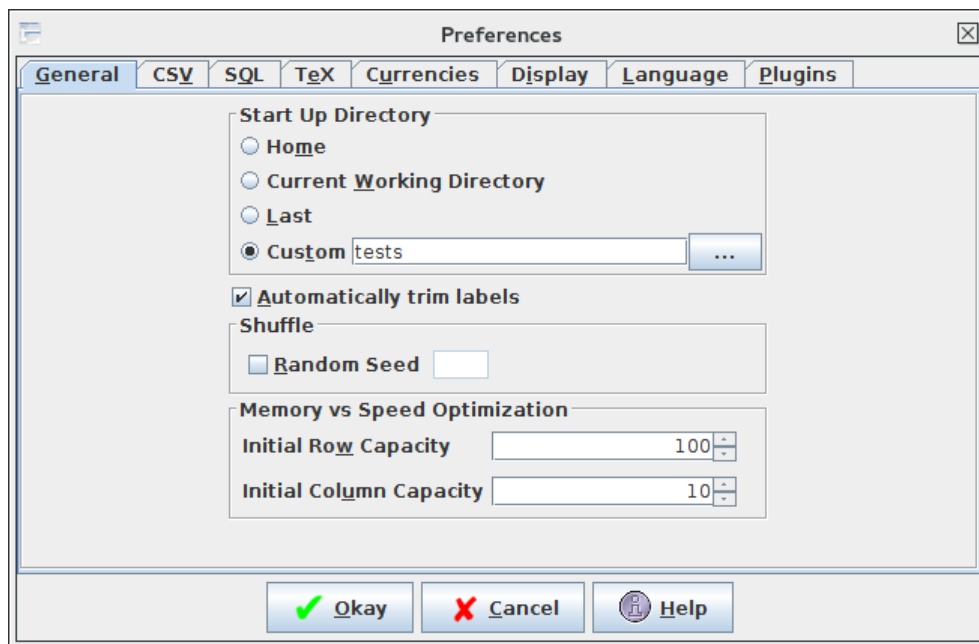 Preferences
General CSV SQL TeX Currencies Display Language Plugins
Start Up Directory
Home
Current Working Directory
Last
Custom tests ...
Automatically trim labels
Shuffle
Random Seed
Memory vs Speed Optimization
Initial Row Capacity 100
Initial Column Capacity 10
Okay Cancel Help